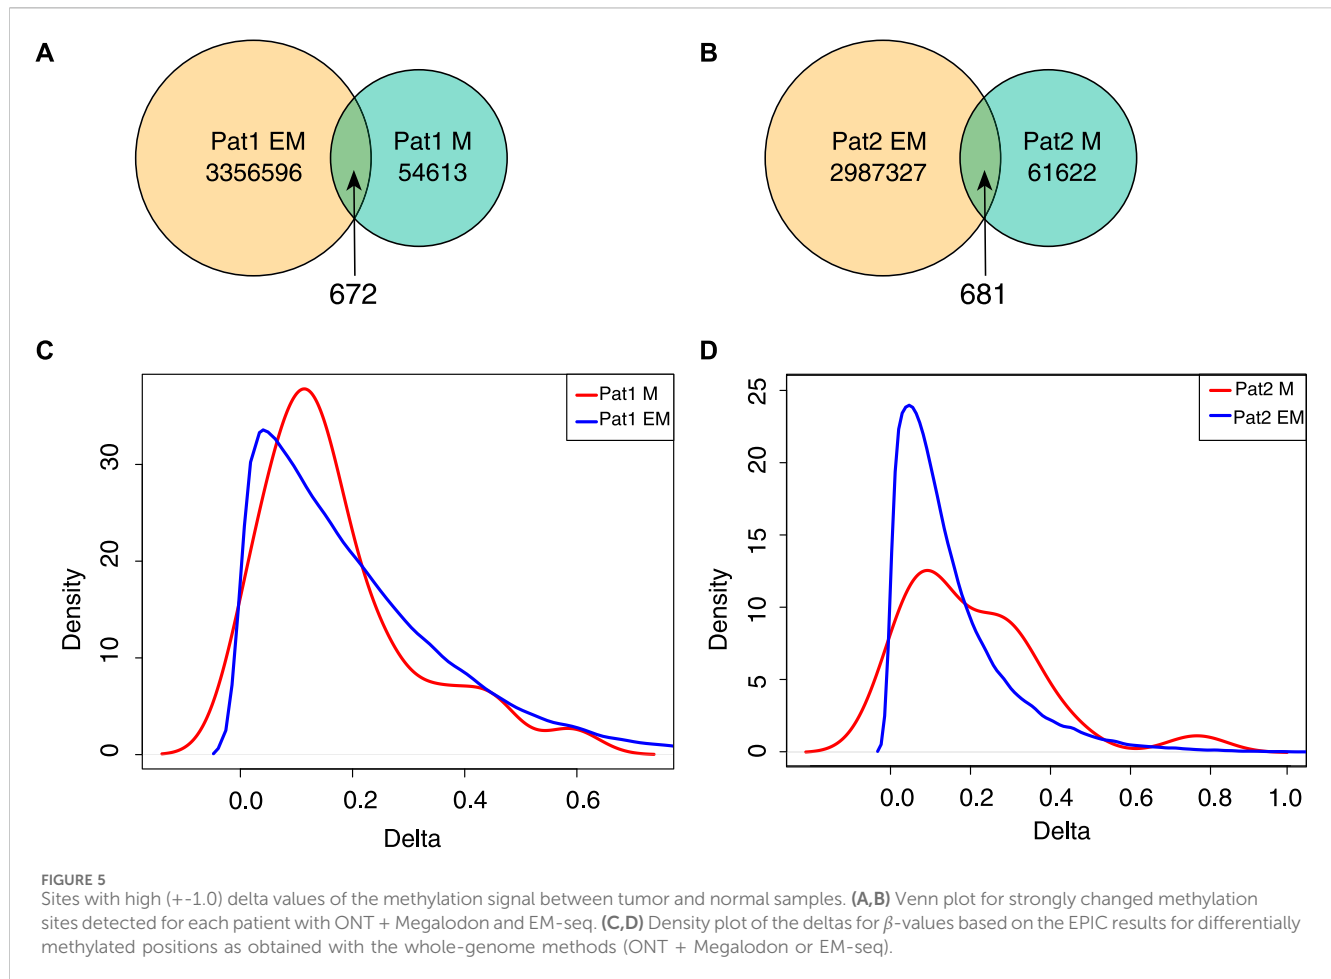 A
Pat1 EM
3356596
Pat1 M
54613
672
B
Pat2 EM
2987327
Pat2 M
61622
681
C
Pat1 M
Pat1 EM
Density
0
10
20
30
0.0
0.2
0.4
0.6
Delta
D
Pat2 M
Pat2 EM
Density
0
5
10
15
20
25
0.0
0.2
0.4
0.6
0.8
1.0
Delta
FIGURE 5
Sites with high (+-1.0) delta values of the methylation signal between tumor and normal samples. (A,B) Venn plot for strongly changed methylation
sites detected for each patient with ONT + Megalodon and EM-seq. (C,D) Density plot of the deltas for β-values based on the EPIC results for differentially
methylated positions as obtained with the whole-genome methods (ONT + Megalodon or EM-seq).